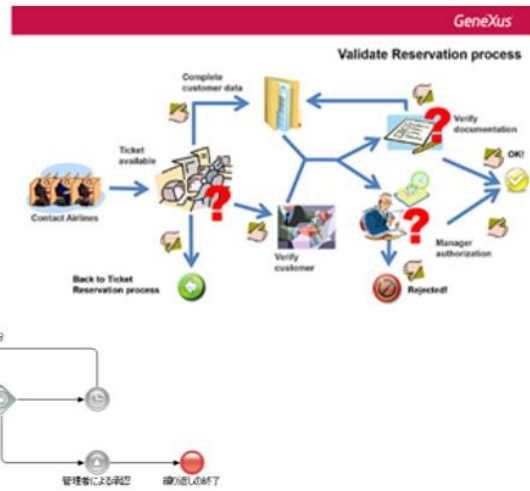 GeneXus
Validate Reservation process
Complete
customer data
Verify
documentation
OK!
Ticket
available
Contact Airlines
Manager
authorization
Verify
customer
Back to Ticket
Reservation process
Rejected!
管理者による承認
繰り返しの終了